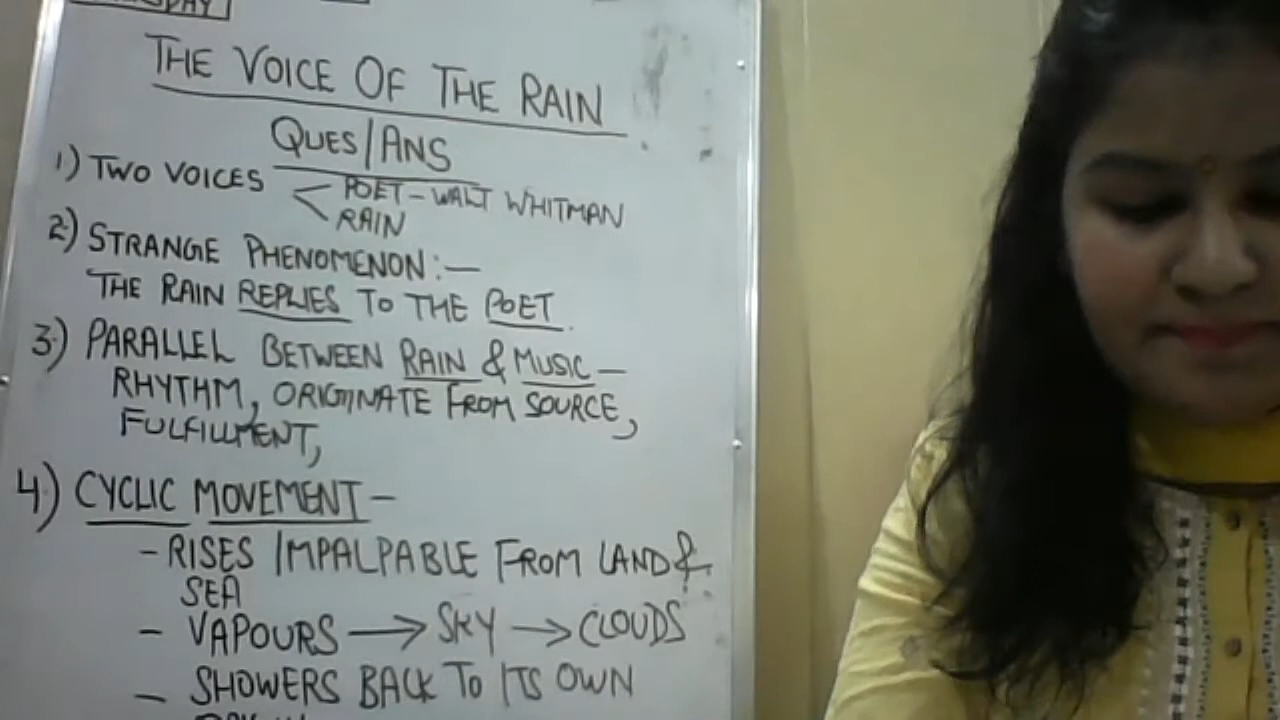 THE VOICE OF THE RAIN
QUES/ANS
1) TWO VOICES < POET – WALT WHITMAN
RAIN
2) STRANGE PHENOMENON :—
THE RAIN REPLIES TO THE POET.
3) PARALLEL BETWEEN RAIN & MUSIC —
RHYTHM, ORIGINATE FROM SOURCE,
FULFILLMENT,
4) CYCLIC MOVEMENT –
– RISES IMPALPABLE FROM LAND &
SEA
– VAPOURS → SKY → CLOUDS
– SHOWERS BACK TO ITS OWN